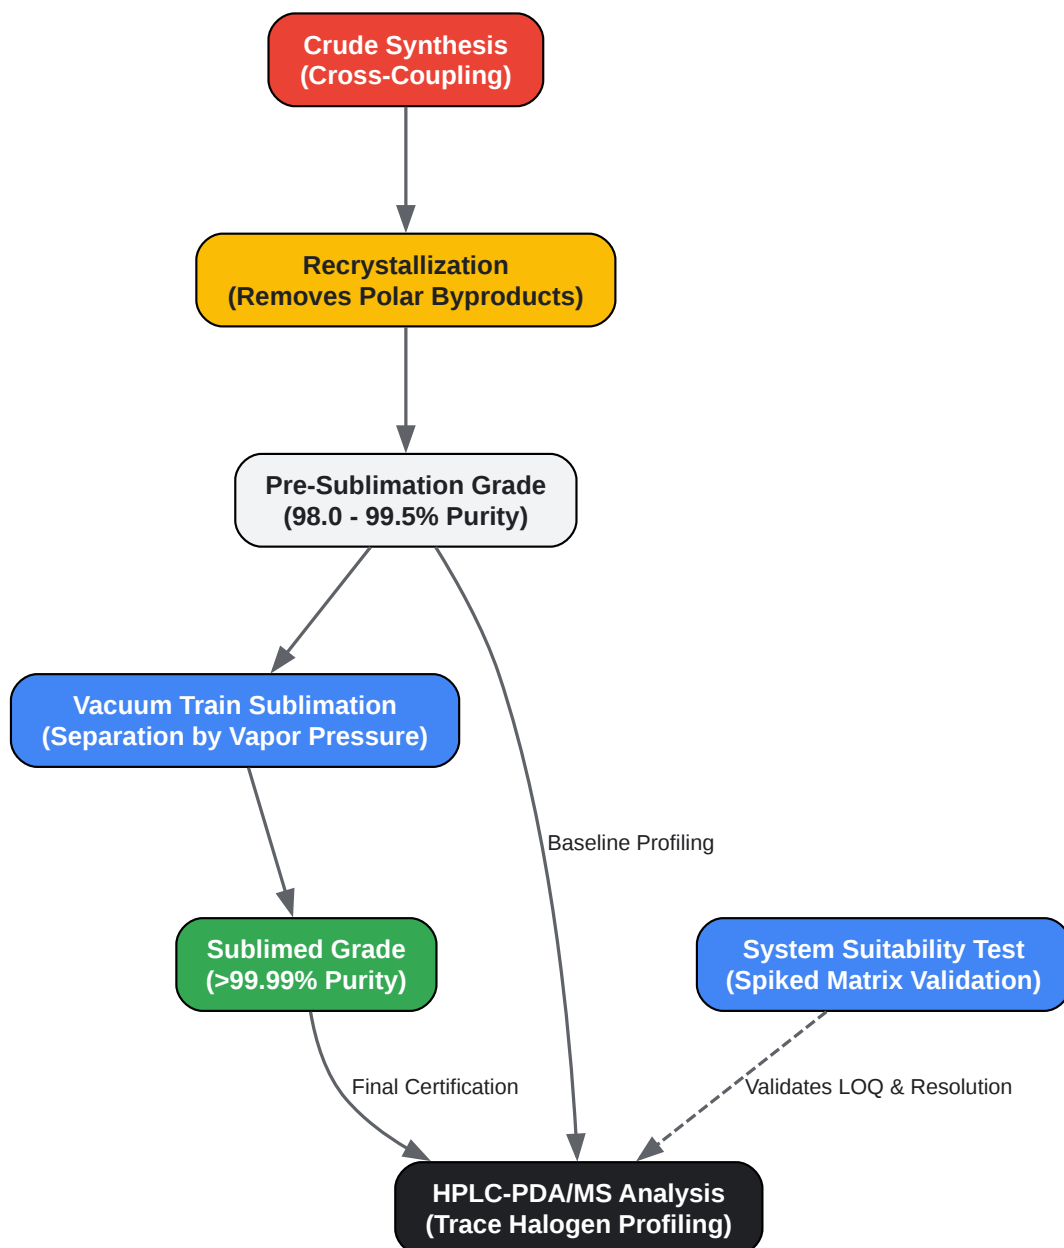 Crude Synthesis
(Cross-Coupling)
Recrystallization
(Removes Polar Byproducts)
Pre-Sublimation Grade
(98.0 - 99.5% Purity)
Vacuum Train Sublimation
(Separation by Vapor Pressure)
Baseline Profiling
Sublimed Grade
(>99.99% Purity)
System Suitability Test
(Spiked Matrix Validation)
Final Certification
Validates LOQ & Resolution
HPLC-PDA/MS Analysis
(Trace Halogen Profiling)